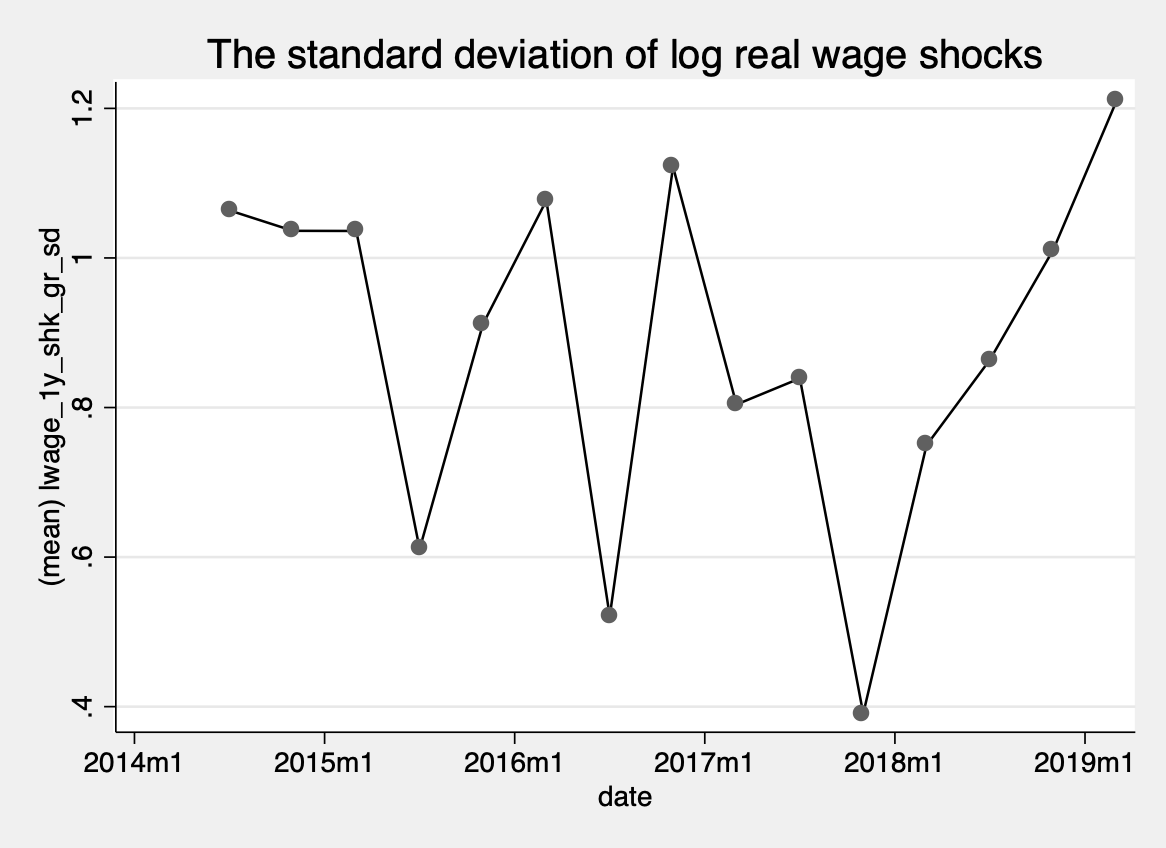 The standard deviation of log real wage shocks
(mean) lwage_1y_shk_gr_sd
1.2
1
.8
.6
.4
2014m1 2015m1 2016m1 2017m1 2018m1 2019m1
date